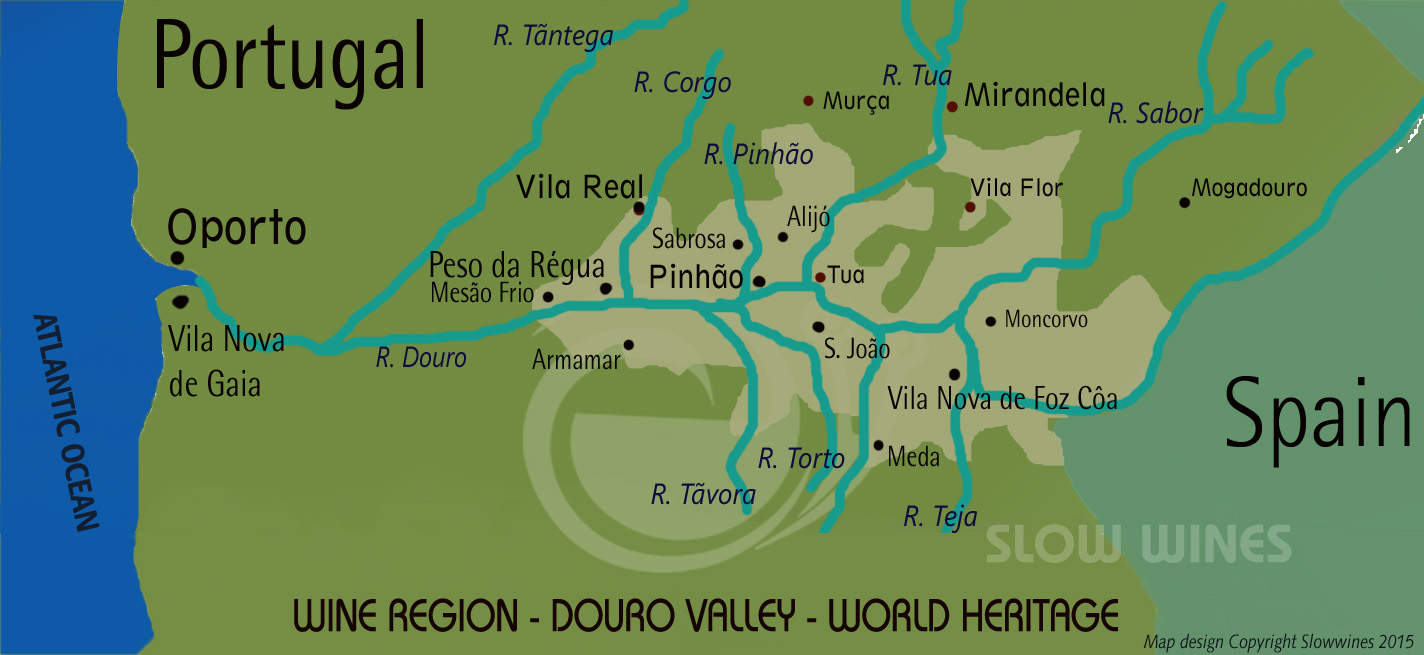 Portugal
R. Tãntega
R. Corgo
R. Tua
Murça
Mirandela
R. Sabor
R. Pinhão
Vila Real
Vila Flor
Mogadouro
Oporto
Alijó
Sabrosa
Peso da Régua
Pinhão
Tua
Mesão Frio
Vila Nova
de Gaia
R. Douro
Armamar
S. João
Moncorvo
Vila Nova de Foz Côa
Spain
ATLANTIC OCEAN
R. Torto
Meda
R. Tãvora
R. Teja
SLOW WINES
WINE REGION - DOURO VALLEY - WORLD HERITAGE
Map design Copyright Slowwines 2015